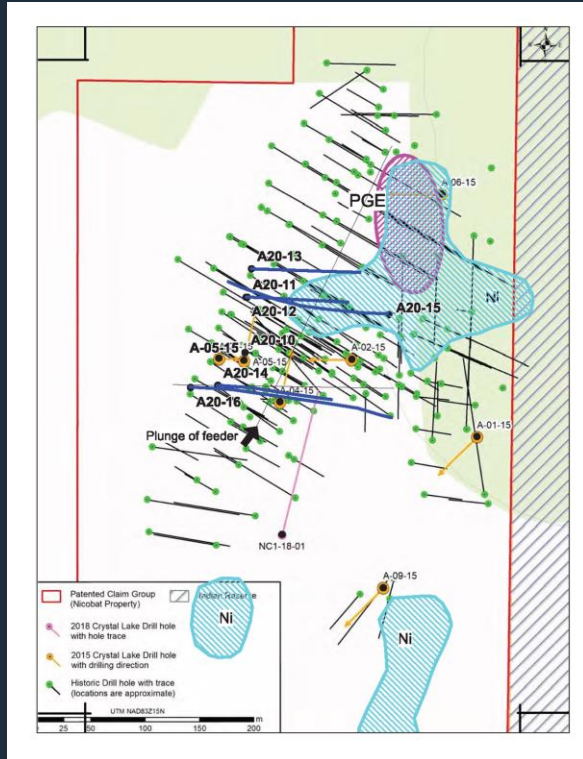 N
A-06-15
PGE
A20-13
Ni
A20-11
A20-15
A20-12
A20-10
A-05-15
A-05-15
A-02-15
A20-14
A-04-15
A20-16
Plunge of feeder
A-01-15
NC1-18-01
A-09-15
Ni
Patented Claim Group
(Nicobat Property)
Indian Reserve
Ni
2018 Crystal Lake Drill hole
with hole trace
2015 Crystal Lake Drill hole
with drilling direction
Historic Drill hole with trace
(locations are approximate)
UTM NAD83Z15N
0 25 50 100 150 200
m